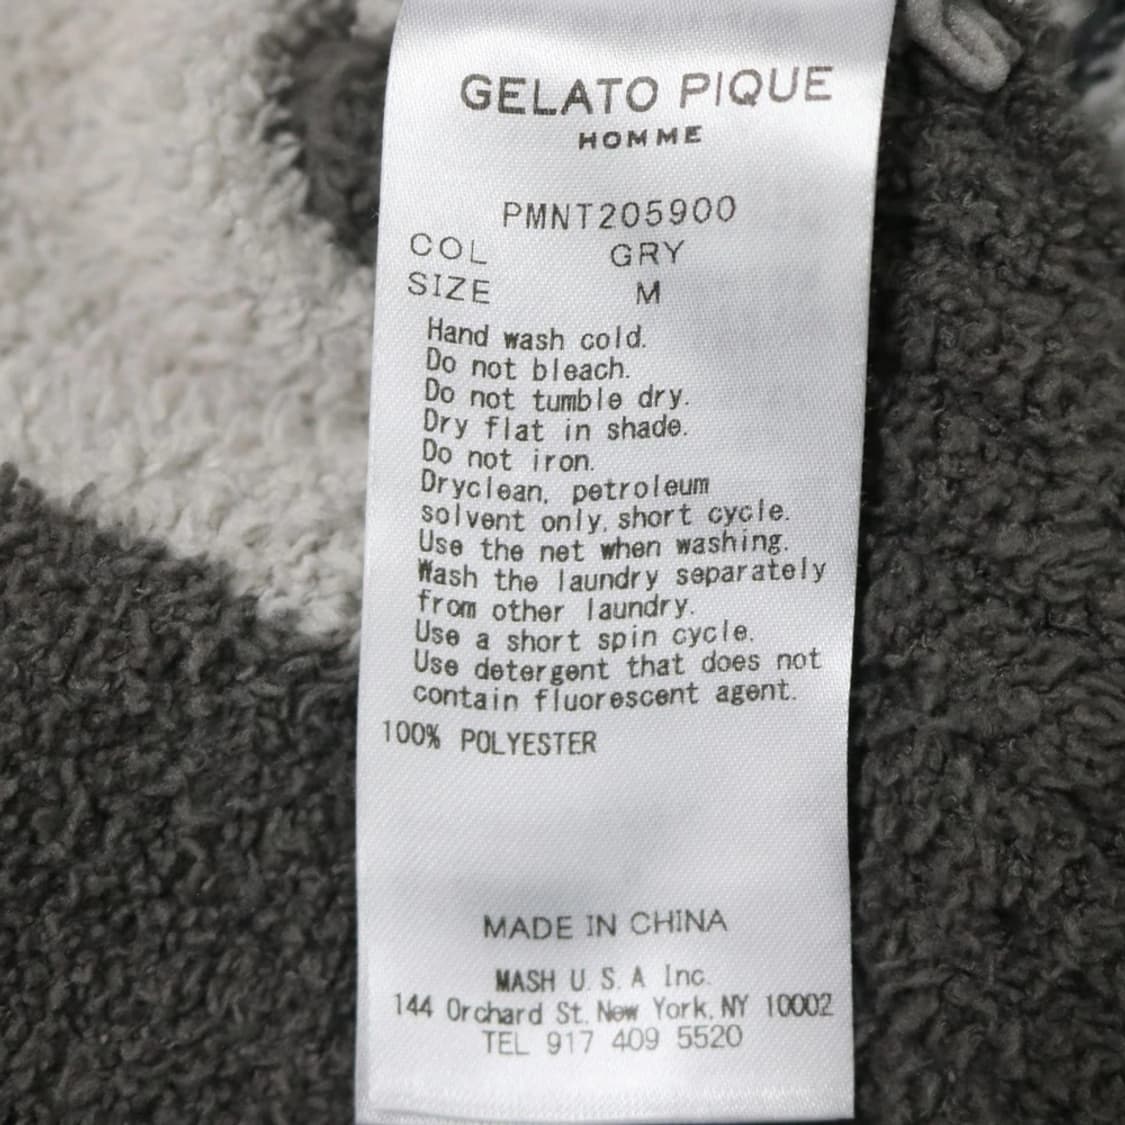 GELATO PIQUE
HOMME
PMNT205900
COL GRY
SIZE M
Hand wash cold.
Do not bleach.
Do not tumble dry.
Dry flat in shade.
Do not iron.
Dryclean, petroleum
solvent only, short cycle.
Use the net when washing.
Wash the laundry separately
from other laundry.
Use a short spin cycle.
Use detergent that does not
contain fluorescent agent.
100% POLYESTER
MADE IN CHINA
MASH U.S.A Inc.
144 Orchard St. New York, NY 10002
TEL 917 409 5520